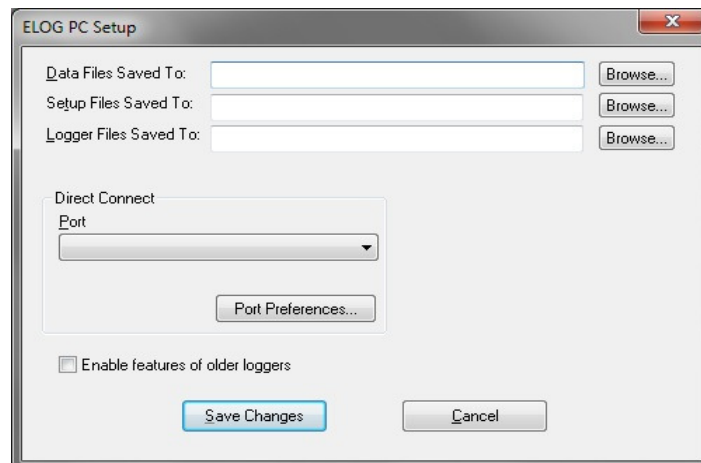 ELOG PC Setup
Data Files Saved To: Browse...
Setup Files Saved To: Browse...
Logger Files Saved To: Browse...
Direct Connect
Port
Port Preferences...
Enable features of older loggers
Save Changes Cancel